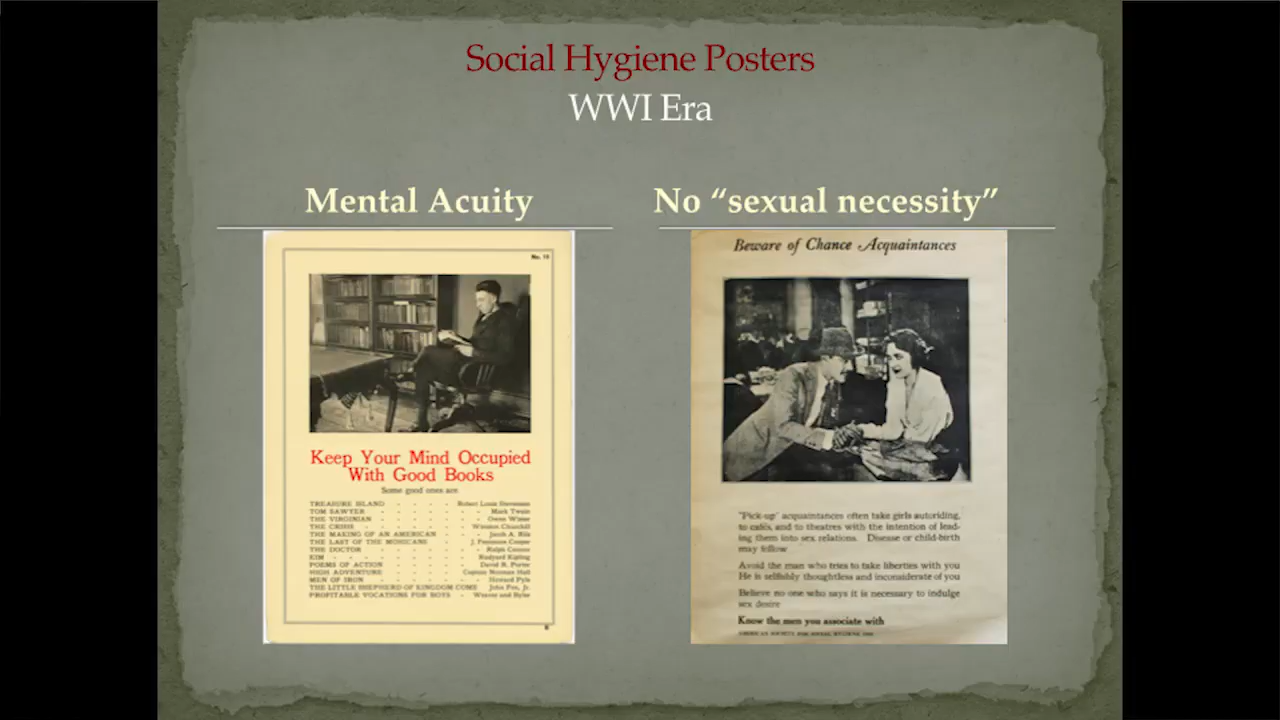 Social Hygiene Posters
WWI Era
Mental Acuity
No. 19
Keep Your Mind Occupied
With Good Books
Some good ones are
TREASURE ISLAND - - - - Robert Louis Stevenson
TOM SAWYER - - - - - - - Mark Twain
THE VIRGINIAN - - - - - - Owen Wister
THE CRISIS - - - - - - Winston Churchill
THE MAKING OF AN AMERICAN - - - - Jacob A. Riis
THE LAST OF THE MOHICANS - - - J. Fenimore Cooper
THE DOCTOR - - - - - - - Ralph Connor
KIM - - - - - - - Rudyard Kipling
POEMS OF ACTION - - - - - David R. Porter
HIGH ADVENTURE - - - - Captain Norman Hall
MEN OF IRON - - - - - - Howard Pyle
THE LITTLE SHEPHERD OF KINGDOM COME John Fox, Jr.
PROFITABLE VOCATIONS FOR BOYS - Weaver and Byler
No “sexual necessity”
Beware of Chance Acquaintances
"Pick-up" acquaintances often take girls autoriding,
to cafés, and to theatres with the intention of lead-
ing them into sex relations. Disease or child-birth
may follow
Avoid the man who tries to take liberties with you
He is selfishly thoughtless and inconsiderate of you
Believe no one who says it is necessary to indulge
sex desire
Know the men you associate with
AMERICAN SOCIETY FOR SOCIAL HYGIENE